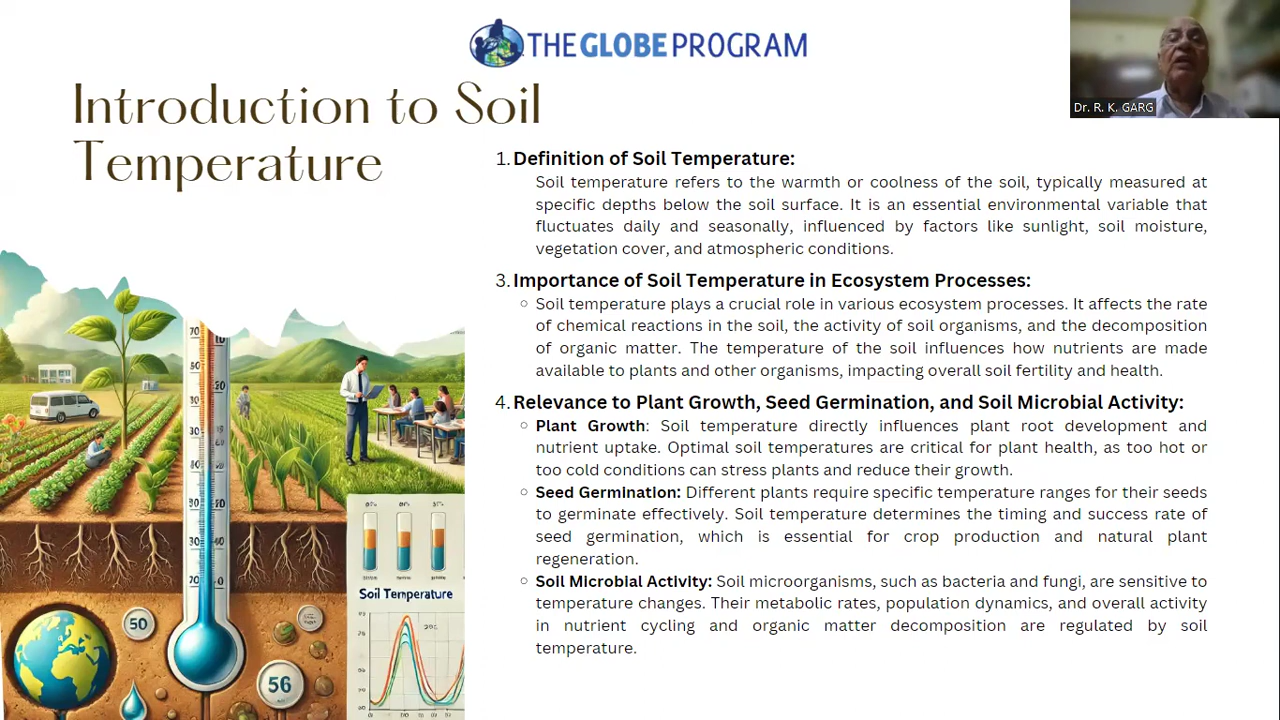 THE GLOBE PROGRAM
Dr. R. K. GARG
Introduction to Soil
Temperature
1. Definition of Soil Temperature:
Soil temperature refers to the warmth or coolness of the soil, typically measured at
specific depths below the soil surface. It is an essential environmental variable that
fluctuates daily and seasonally, influenced by factors like sunlight, soil moisture,
vegetation cover, and atmospheric conditions.
3. Importance of Soil Temperature in Ecosystem Processes:
Soil temperature plays a crucial role in various ecosystem processes. It affects the rate
of chemical reactions in the soil, the activity of soil organisms, and the decomposition
of organic matter. The temperature of the soil influences how nutrients are made
available to plants and other organisms, impacting overall soil fertility and health.
4. Relevance to Plant Growth, Seed Germination, and Soil Microbial Activity:
Plant Growth: Soil temperature directly influences plant root development and
nutrient uptake. Optimal soil temperatures are critical for plant health, as too hot or
too cold conditions can stress plants and reduce their growth.
Seed Germination: Different plants require specific temperature ranges for their seeds
to germinate effectively. Soil temperature determines the timing and success rate of
seed germination, which is essential for crop production and natural plant
regeneration.
Soil Microbial Activity: Soil microorganisms, such as bacteria and fungi, are sensitive to
temperature changes. Their metabolic rates, population dynamics, and overall activity
in nutrient cycling and organic matter decomposition are regulated by soil
temperature.
Soil Temperature
50
56